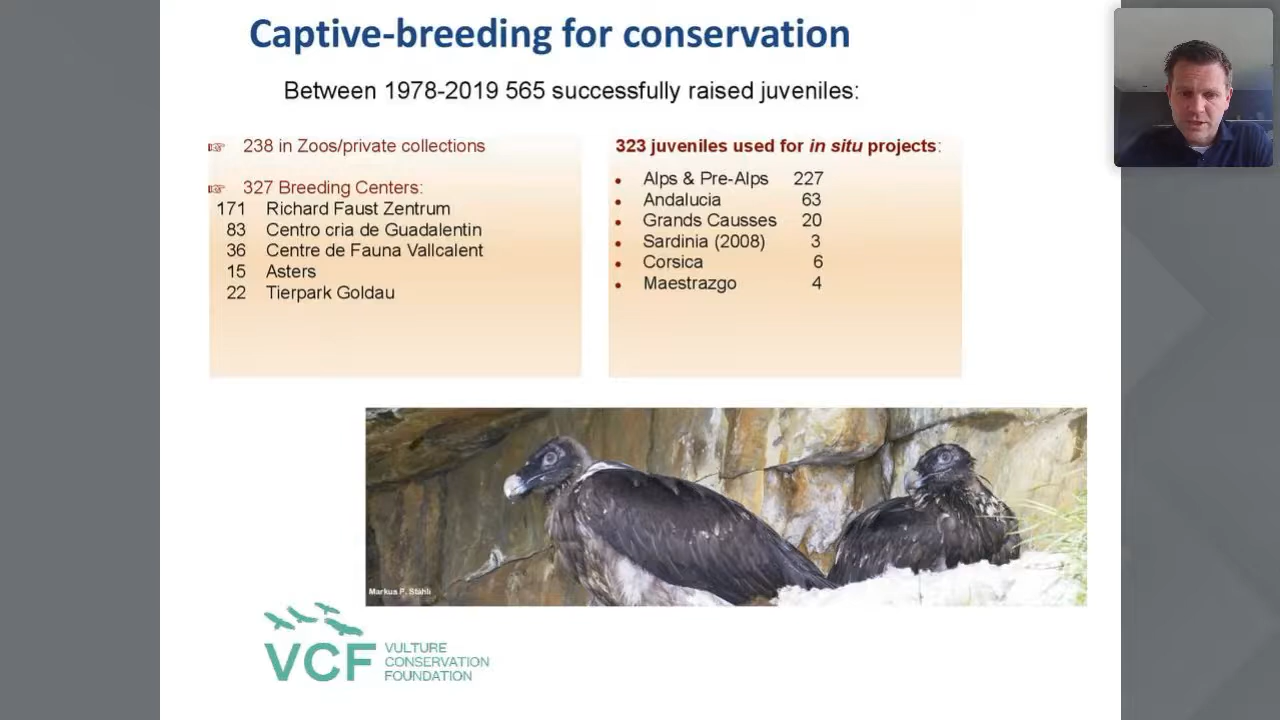 Captive-breeding for conservation
Between 1978-2019 565 successfully raised juveniles:
238 in Zoos/private collections
327 Breeding Centers:
171 Richard Faust Zentrum
83 Centro cria de Guadalentin
36 Centre de Fauna Vallcalent
15 Asters
22 Tierpark Goldau
323 juveniles used for in situ projects:
• Alps & Pre-Alps 227
• Andalucia 63
• Grands Causses 20
• Sardinia (2008) 3
• Corsica 6
• Maestrazgo 4
Markus P. Stähli
VCF
VULTURE
CONSERVATION
FOUNDATION